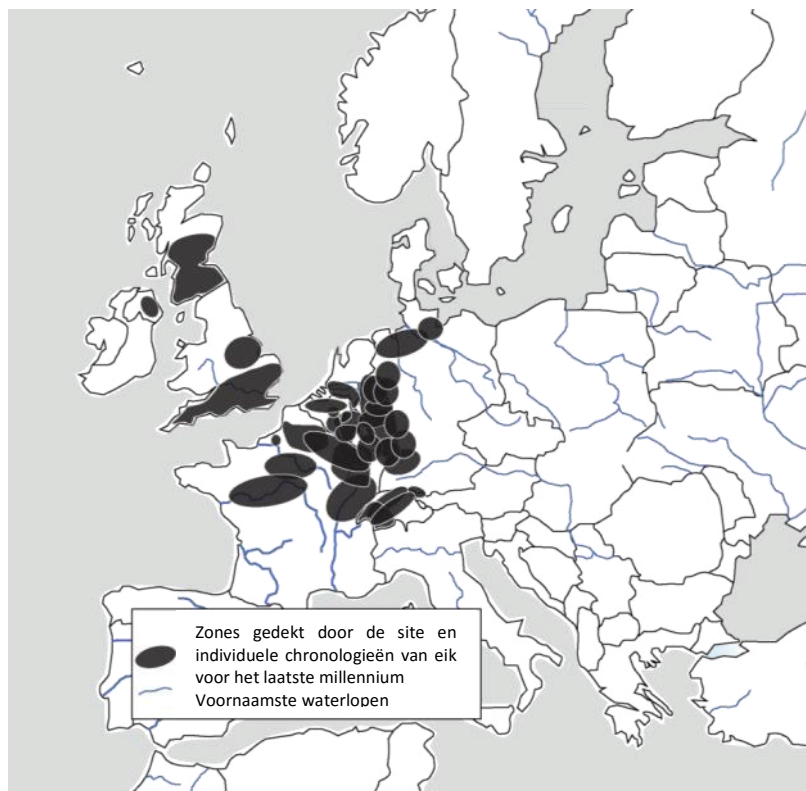 Zones gedekt door de site en
individuele chronologieën van eik
voor het laatste millennium
Voornaamste waterlopen